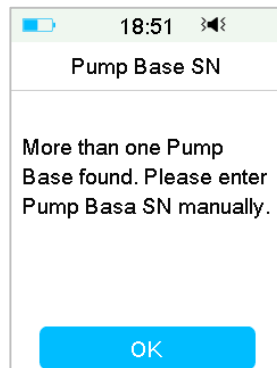 18:51
Pump Base SN
More than one Pump
Base found. Please enter
Pump Basa SN manually.
OK